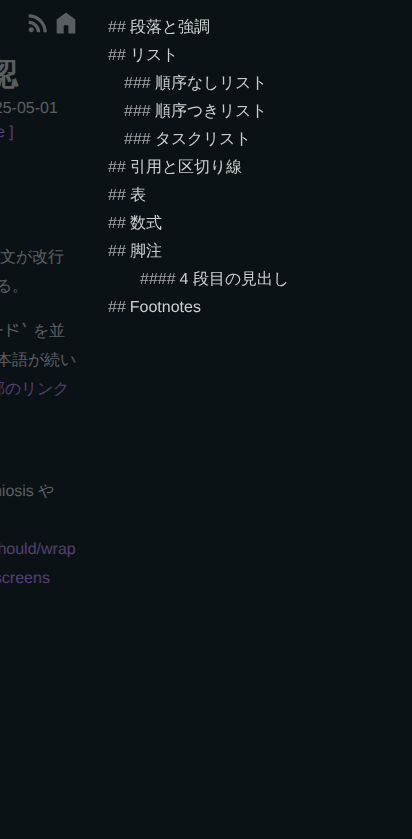 認
25-05-01
e ]
## 段落と強調
## リスト
### 順序なしリスト
### 順序つきリスト
### タスクリスト
## 引用と区切り線
## 表
## 数式
## 脚注
#### 4 段目の見出し
## Footnotes
文が改行
る。
ード` を並
本語が続い
部のリンク
niosis や
should/wrap
screens